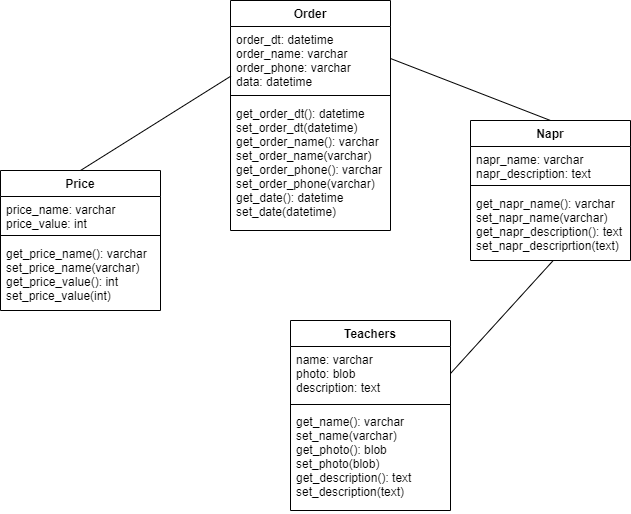 Order
order_dt: datetime
order_name: varchar
order_phone: varchar
data: datetime
get_order_dt(): datetime
set_order_dt(datetime)
get_order_name(): varchar
set_order_name(varchar)
get_order_phone(): varchar
set_order_phone(varchar)
get_date(): datetime
set_date(datetime)
Napr
napr_name: varchar
napr_description: text
get_napr_name(): varchar
set_napr_name(varchar)
get_napr_description(): text
set_napr_descriprtion(text)
Price
price_name: varchar
price_value: int
get_price_name(): varchar
set_price_name(varchar)
get_price_value(): int
set_price_value(int)
Teachers
name: varchar
photo: blob
description: text
get_name(): varchar
set_name(varchar)
get_photo(): blob
set_photo(blob)
get_description(): text
set_description(text)